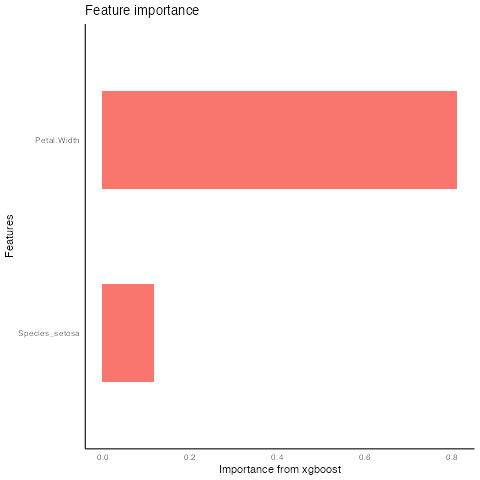 Feature importance
Features
Petal.Width
Species_setosa
0.0 0.2 0.4 0.6 0.8
Importance from xgboost